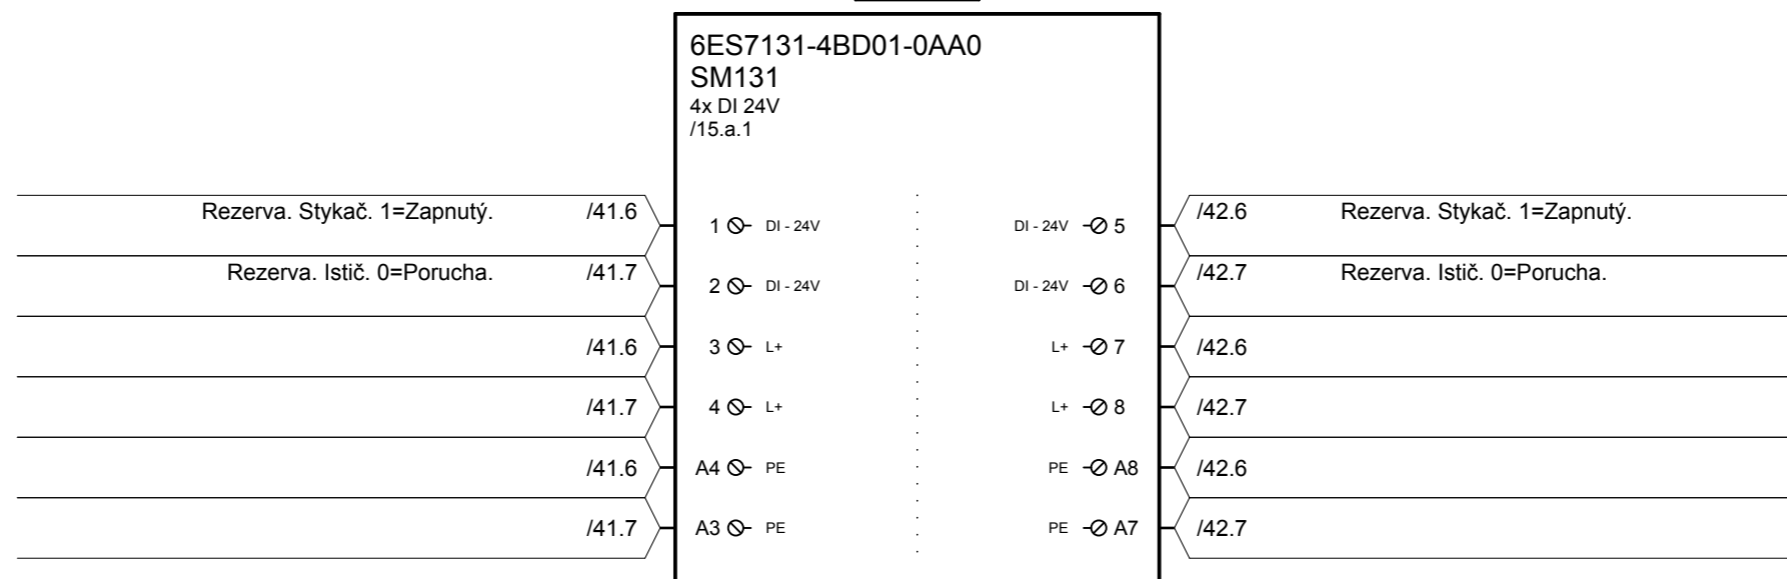 6ES7131-4BD01-0AA0
SM131
4x DI 24V
/15.a.1
Rezerva. Stykač. 1=Zapnutý. /41.6 1 DI - 24V DI - 24V 5 /42.6 Rezerva. Stykač. 1=Zapnutý.
Rezerva. Istič. 0=Porucha. /41.7 2 DI - 24V DI - 24V 6 /42.7 Rezerva. Istič. 0=Porucha.
/41.6 3 L+ L+ 7 /42.6
/41.7 4 L+ L+ 8 /42.7
/41.6 A4 PE PE A8 /42.6
/41.7 A3 PE PE A7 /42.7